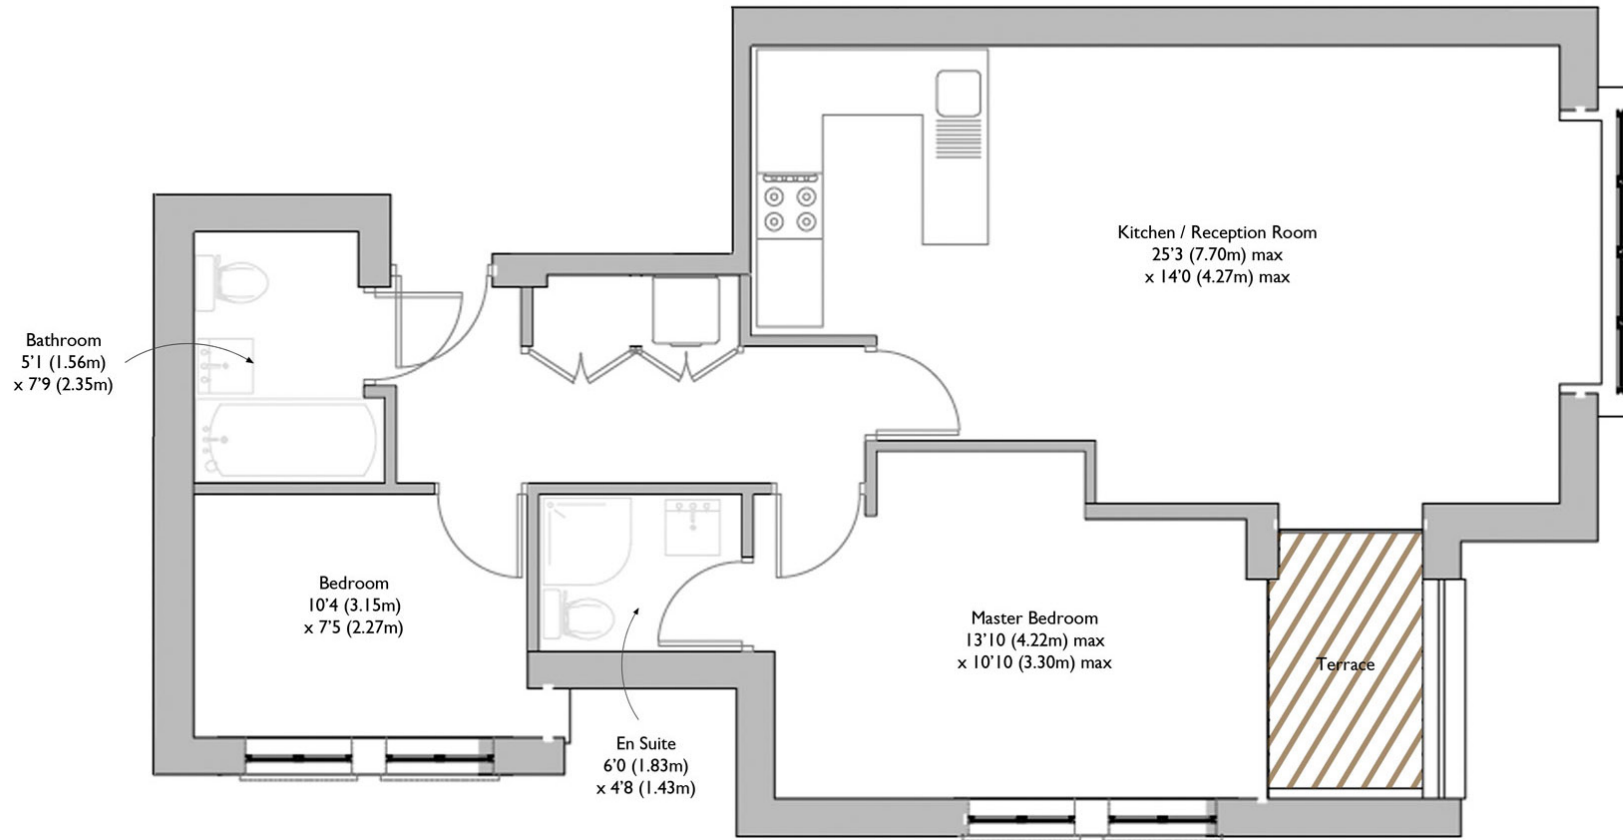 Kitchen / Reception Room
25'3 (7.70m) max
x 14'0 (4.27m) max
Bathroom
5'1 (1.56m)
x 7'9 (2.35m)
Bedroom
10'4 (3.15m)
x 7'5 (2.27m)
Master Bedroom
13'10 (4.22m) max
x 10'10 (3.30m) max
Terrace
En Suite
6'0 (1.83m)
x 4'8 (1.43m)